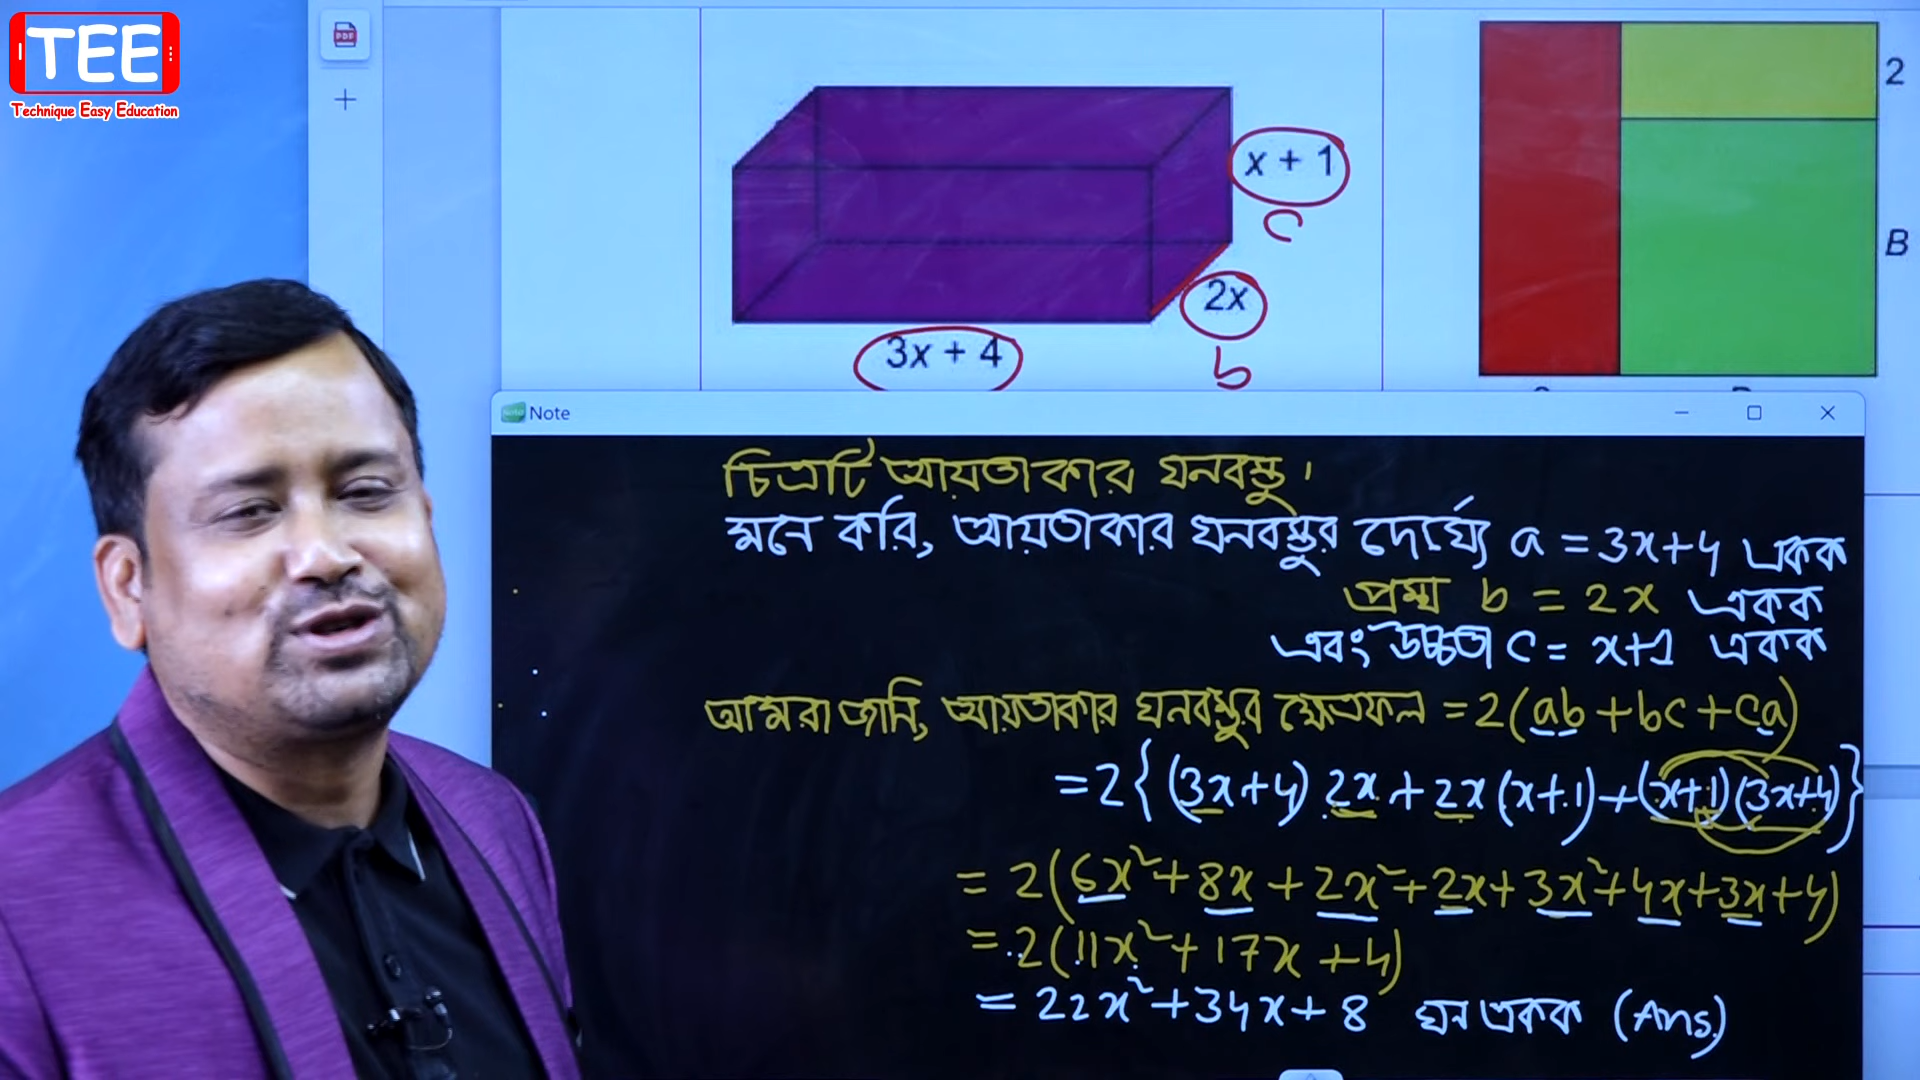 TEE
Technique Easy Education
PDF
x + 1
c
2x
b
3x + 4
2
B
Note
চিত্রটি আয়তাকার ঘনবস্তু।
মনে করি, আয়তাকার ঘনবস্তুর দৈর্ঘ্যে a = 3x+4 একক
প্রস্থ b = 2x একক
এবং উচ্চতা c = x+1 একক
আমরা জানি, আয়তাকার ঘনবস্তুর ক্ষেত্রফল = 2(ab+bc+ca)
= 2{(3x+4) 2x + 2x (x+1) + (x+1)(3x+4)}
= 2(6x²+8x+2x²+2x+3x²+4x+3x+4)
= 2(11x²+17x+4)
= 22x²+34x+8 ঘন একক (Ans.)